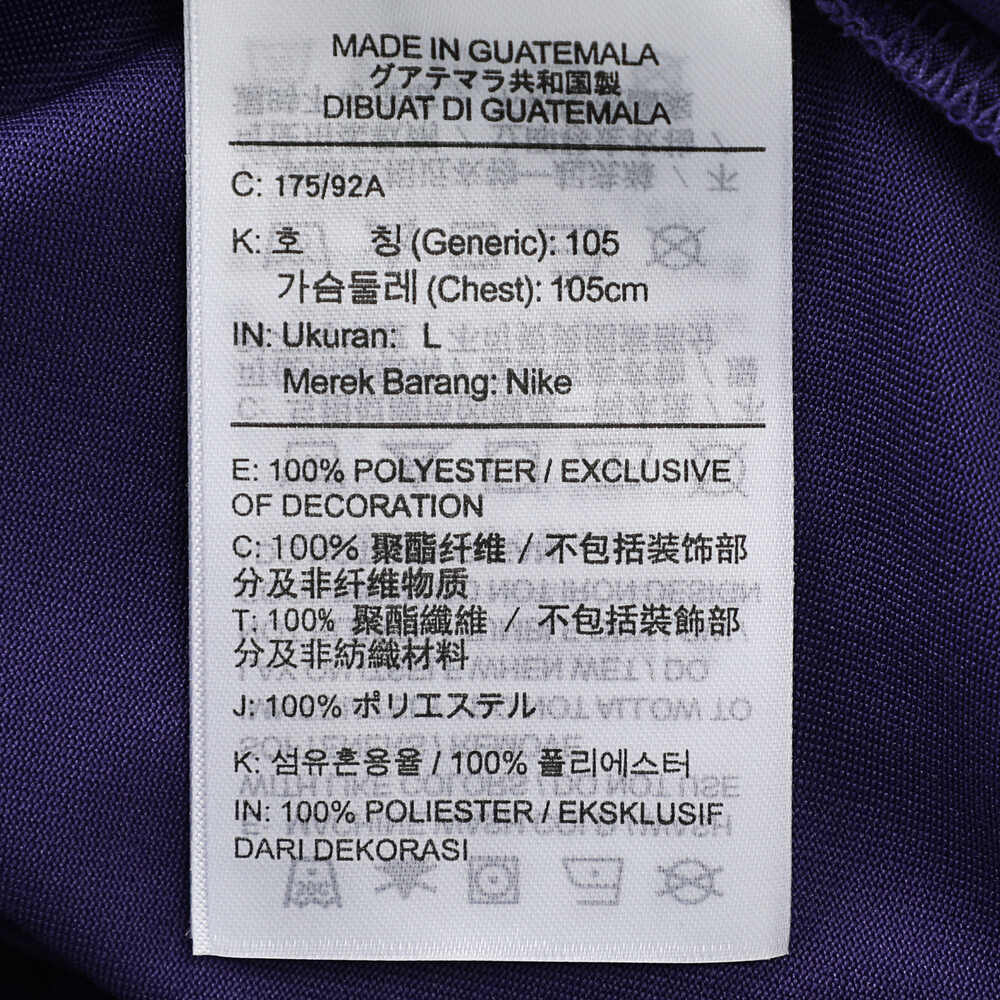 MADE IN GUATEMALA
グアテマラ共和国製
DIBUAT DI GUATEMALA
C: 175/92A
K: 호 칭 (Generic): 105
가슴둘레 (Chest): 105cm
IN: Ukuran: L
Merek Barang: Nike
E: 100% POLYESTER / EXCLUSIVE
OF DECORATION
C: 100% 聚酯纤维 / 不包括装饰部
分及非纤维物质
T: 100% 聚酯纖維 / 不包括裝飾部
分及非紡織材料
J: 100% ポリエステル
K: 섬유혼용율 / 100% 폴리에스터
IN: 100% POLIESTER / EKSKLUSIF
DARI DEKORASI